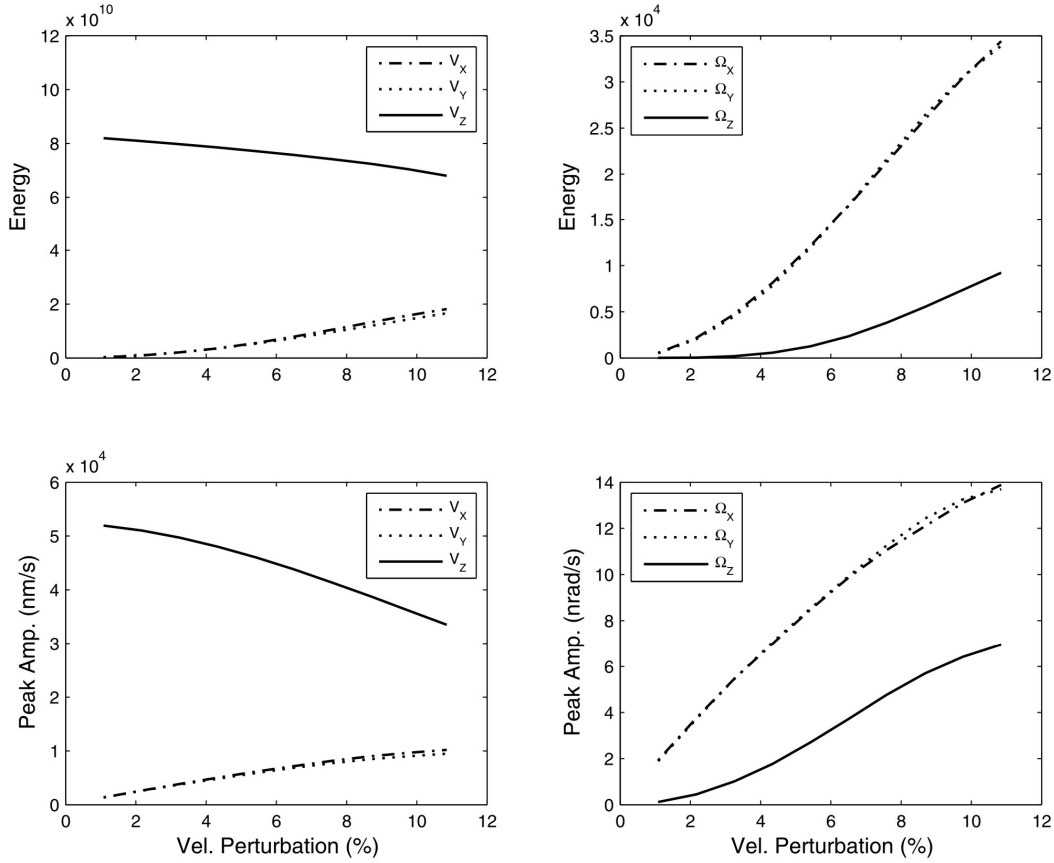 x 10^10
12
10
8
6
4
2
0
0 2 4 6 8 10 12
Energy
V_X
V_Y
V_Z
x 10^4
3.5
3
2.5
2
1.5
1
0.5
0
0 2 4 6 8 10 12
Energy
Ω_X
Ω_Y
Ω_Z
x 10^4
6
5
4
3
2
1
0
0 2 4 6 8 10 12
Peak Amp. (nm/s)
Vel. Perturbation (%)
V_X
V_Y
V_Z
14
12
10
8
6
4
2
0
0 2 4 6 8 10 12
Peak Amp. (nrad/s)
Vel. Perturbation (%)
Ω_X
Ω_Y
Ω_Z